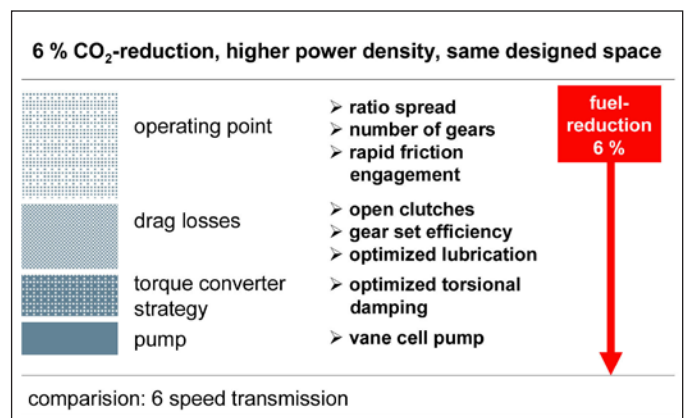 6 % CO₂-reduction, higher power density, same designed space
operating point
➢ ratio spread
➢ number of gears
➢ rapid friction
engagement
fuel-
reduction
6 %
drag losses
➢ open clutches
➢ gear set efficiency
➢ optimized lubrication
torque converter
strategy
➢ optimized torsional
damping
pump
➢ vane cell pump
comparision: 6 speed transmission